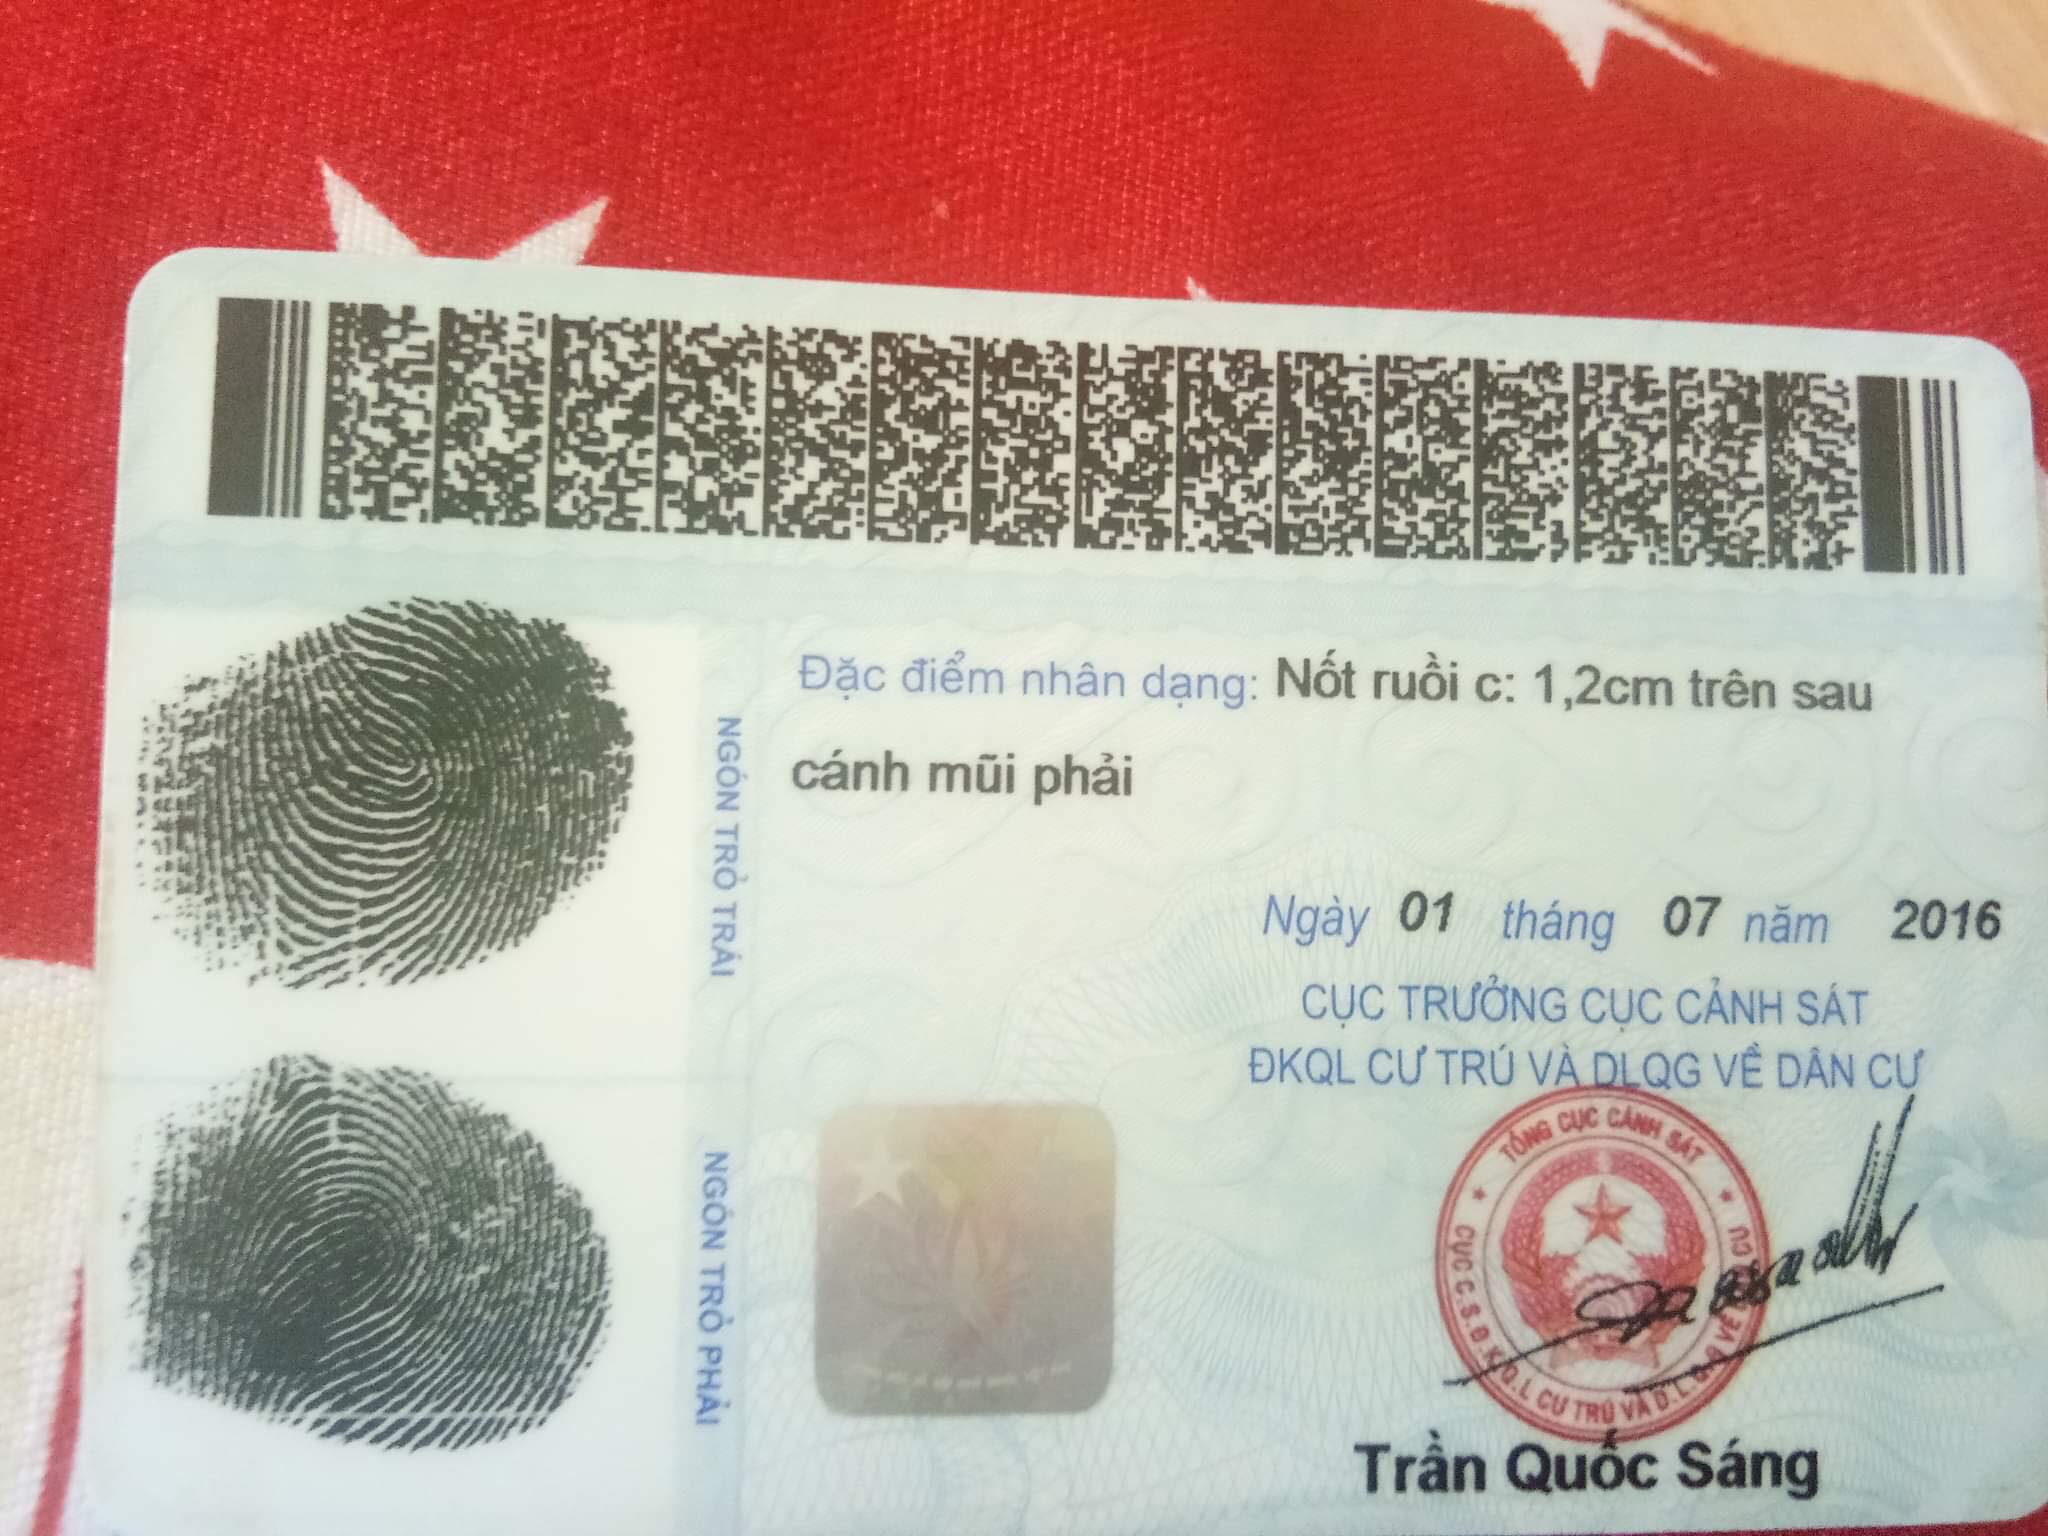 Đặc điểm nhân dạng: Nốt ruồi c: 1,2cm trên sau
cánh mũi phải
NGÓN TRỎ TRÁI
NGÓN TRỎ PHẢI
Ngày 01 tháng 07 năm 2016
CỤC TRƯỞNG CỤC CẢNH SÁT
ĐKQL CƯ TRÚ VÀ DLQG VỀ DÂN CƯ
TỔNG CỤC CẢNH SÁT
CỤC C.S.Đ.K.Q.L CƯ TRÚ VÀ D.L.Q.G VỀ
Trần Quốc Sáng